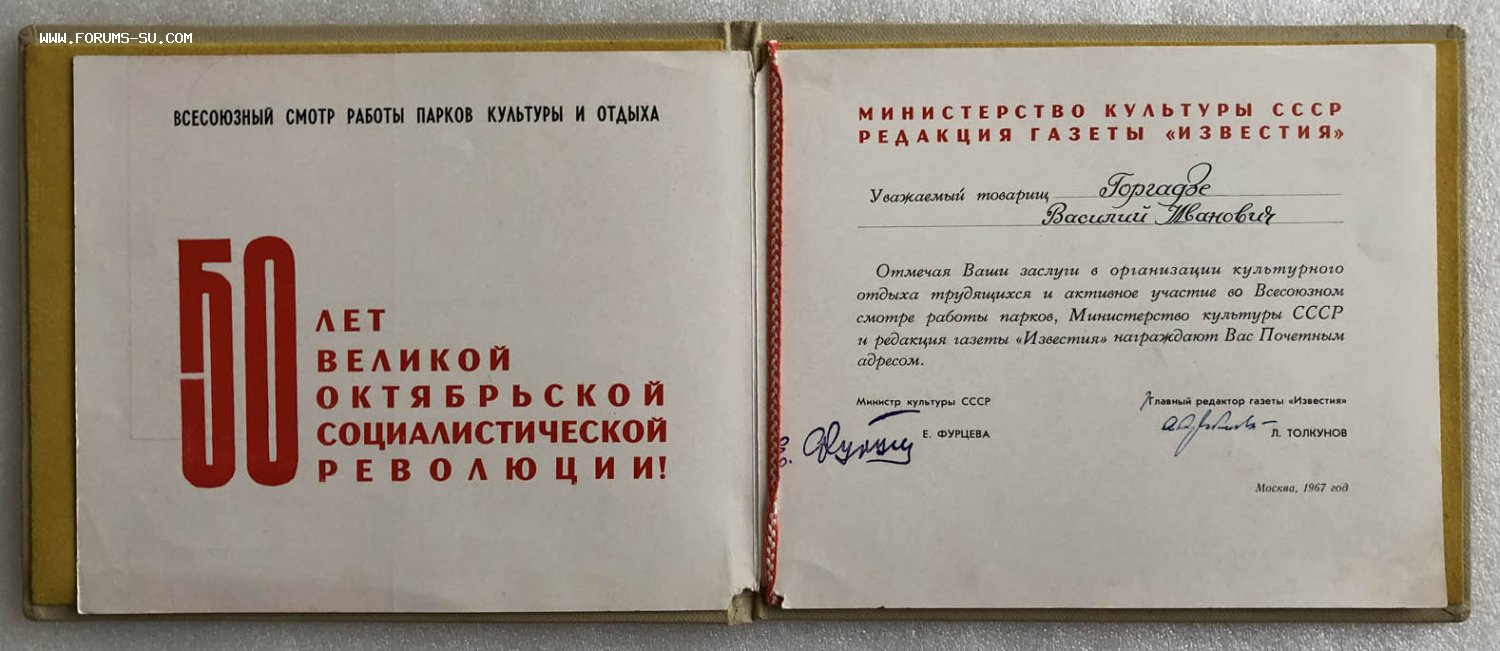 WWW.FORUMS-SU.COM
ВСЕСОЮЗНЫЙ СМОТР РАБОТЫ ПАРКОВ КУЛЬТУРЫ И ОТДЫХА
50 ЛЕТ
ВЕЛИКОЙ
ОКТЯБРЬСКОЙ
СОЦИАЛИСТИЧЕСКОЙ
РЕВОЛЮЦИИ!
МИНИСТЕРСТВО КУЛЬТУРЫ СССР
РЕДАКЦИЯ ГАЗЕТЫ «ИЗВЕСТИЯ»
Уважаемый товарищ Горгадзе
Василий Иванович
Отмечая Ваши заслуги в организации культурного
отдыха трудящихся и активное участие во Всесоюзном
смотре работы парков, Министерство культуры СССР
и редакция газеты «Известия» награждают Вас Почетным
адресом.
Министр культуры СССР
Е. ФУРЦЕВА
Главный редактор газеты «Известия»
Л. ТОЛКУНОВ
Москва, 1967 год